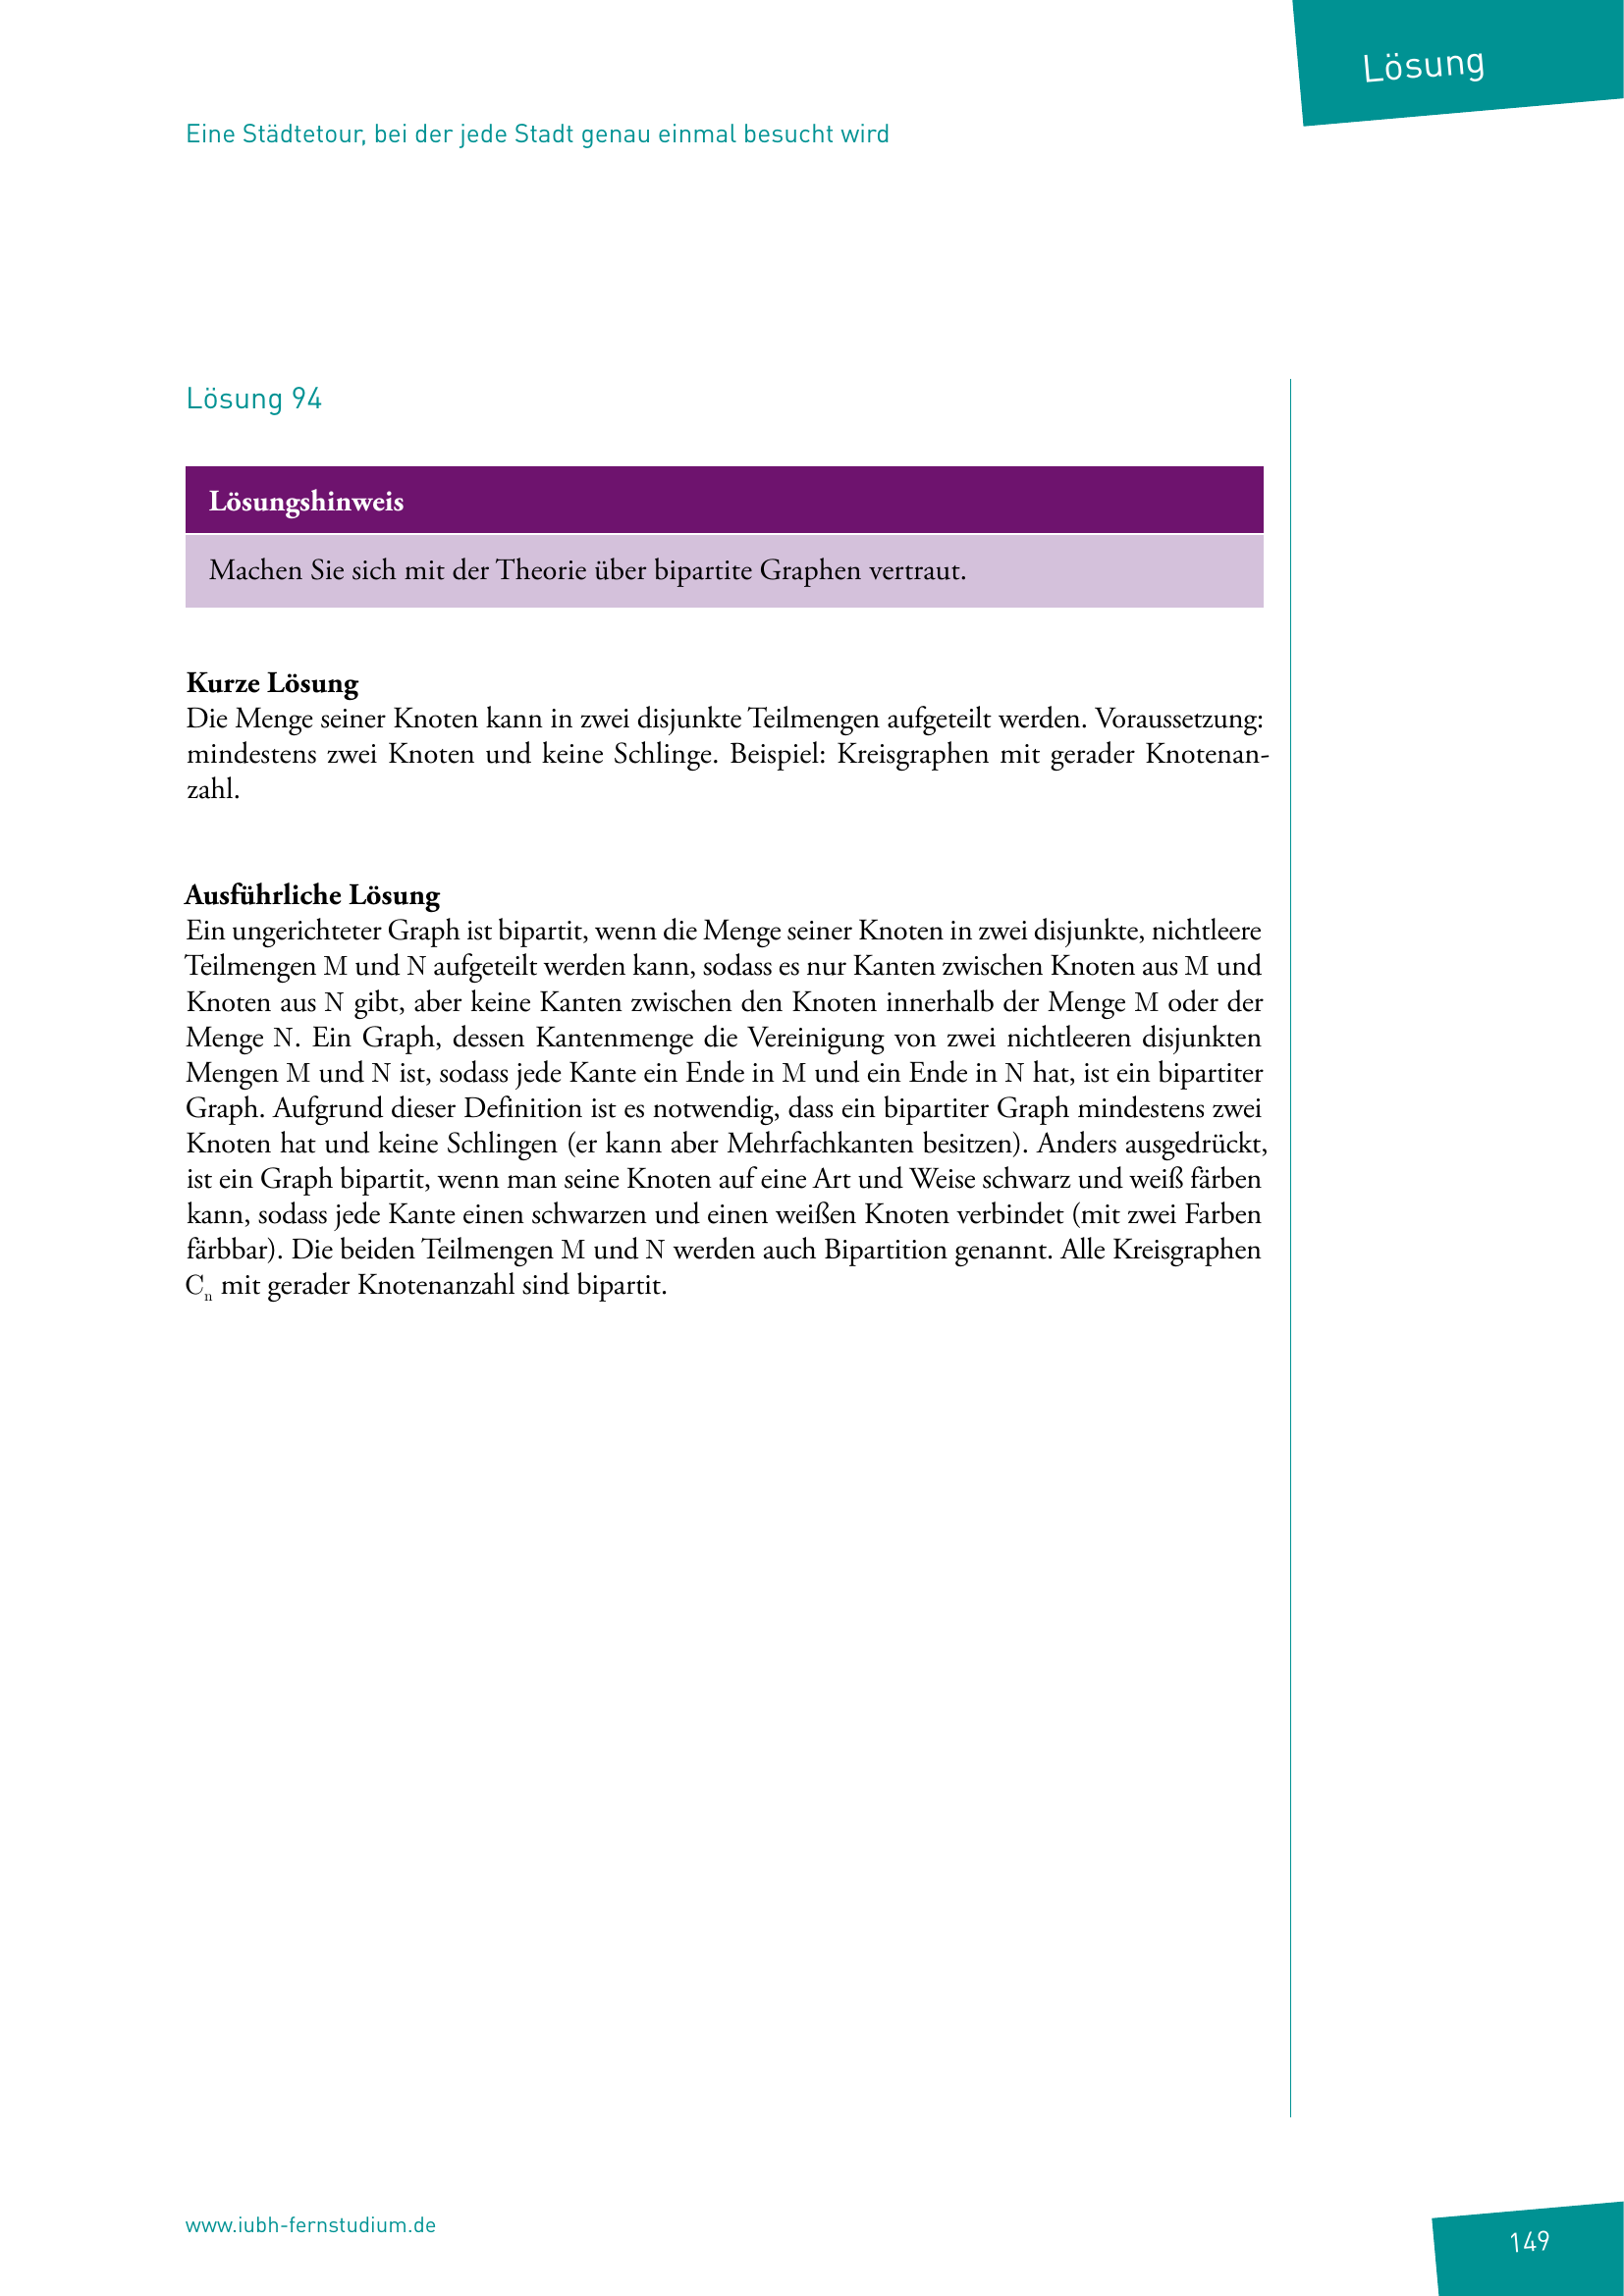 Lösung
Eine Städtetour, bei der jede Stadt genau einmal besucht wird
Lösung 94
Lösungshinweis
Machen Sie sich mit der Theorie über bipartite Graphen vertraut.
Kurze Lösung
Die Menge seiner Knoten kann in zwei disjunkte Teilmengen aufgeteilt werden. Voraussetzung:
mindestens zwei Knoten und keine Schlinge. Beispiel: Kreisgraphen mit gerader Knotenan-
zahl.
Ausführliche Lösung
Ein ungerichteter Graph ist bipartit, wenn die Menge seiner Knoten in zwei disjunkte, nichtleere
Teilmengen M und N aufgeteilt werden kann, sodass es nur Kanten zwischen Knoten aus M und
Knoten aus N gibt, aber keine Kanten zwischen den Knoten innerhalb der Menge M oder der
Menge N. Ein Graph, dessen Kantenmenge die Vereinigung von zwei nichtleeren disjunkten
Mengen M und N ist, sodass jede Kante ein Ende in M und ein Ende in N hat, ist ein bipartiter
Graph. Aufgrund dieser Definition ist es notwendig, dass ein bipartiter Graph mindestens zwei
Knoten hat und keine Schlingen (er kann aber Mehrfachkanten besitzen). Anders ausgedrückt,
ist ein Graph bipartit, wenn man seine Knoten auf eine Art und Weise schwarz und weiß färben
kann, sodass jede Kante einen schwarzen und einen weißen Knoten verbindet (mit zwei Farben
färbbar). Die beiden Teilmengen M und N werden auch Bipartition genannt. Alle Kreisgraphen
Cₙ mit gerader Knotenanzahl sind bipartit.
www.iubh-fernstudium.de
149